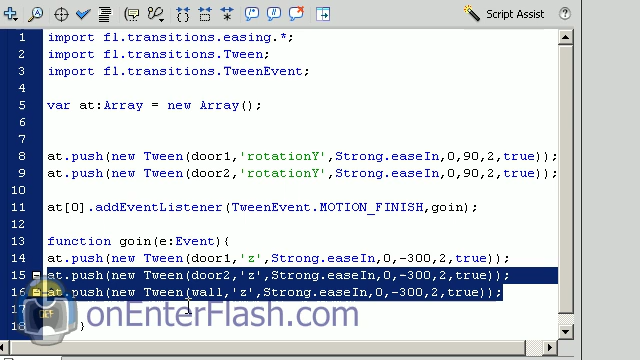 Script Assist
1 import fl.transitions.easing.*;
2 import fl.transitions.Tween;
3 import fl.transitions.TweenEvent;
4
5 var at:Array = new Array();
6
7
8 at.push(new Tween(door1,'rotationY',Strong.easeIn,0,90,2,true));
9 at.push(new Tween(door2,'rotationY',Strong.easeIn,0,90,2,true));
10
11 at[0].addEventListener(TweenEvent.MOTION_FINISH,goin);
12
13 function goin(e:Event){
14 at.push(new Tween(door1,'z',Strong.easeIn,0,-300,2,true));
15 at.push(new Tween(door2,'z',Strong.easeIn,0,-300,2,true));
16 at.push(new Tween(wall,'z',Strong.easeIn,0,-300,2,true));
17
onEnterFlash.com
18 }